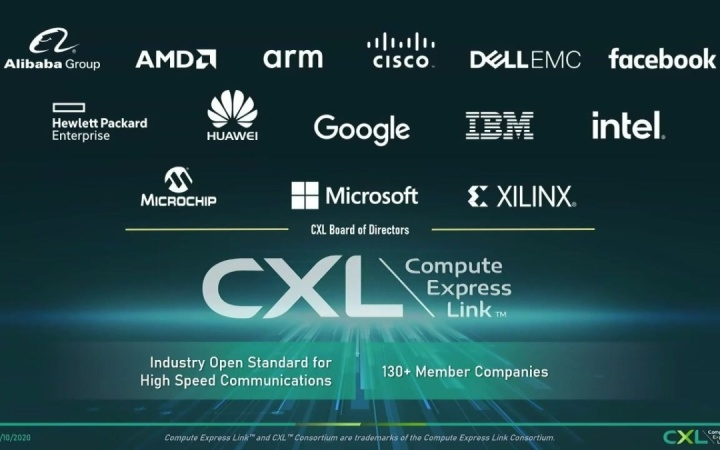 Alibaba Group
AMD
arm
CISCO
DELLEMC
facebook
Hewlett Packard
Enterprise
HUAWEI
Google
IBM
intel.
MICROCHIP
Microsoft
XILINX
CXL Board of Directors
CXL
Compute
Express
Link™
Industry Open Standard for
High Speed Communications
130+ Member Companies
/10/2020
Compute Express Link™ and CXL™ Consortium are trademarks of the Compute Express Link Consortium.
CXL